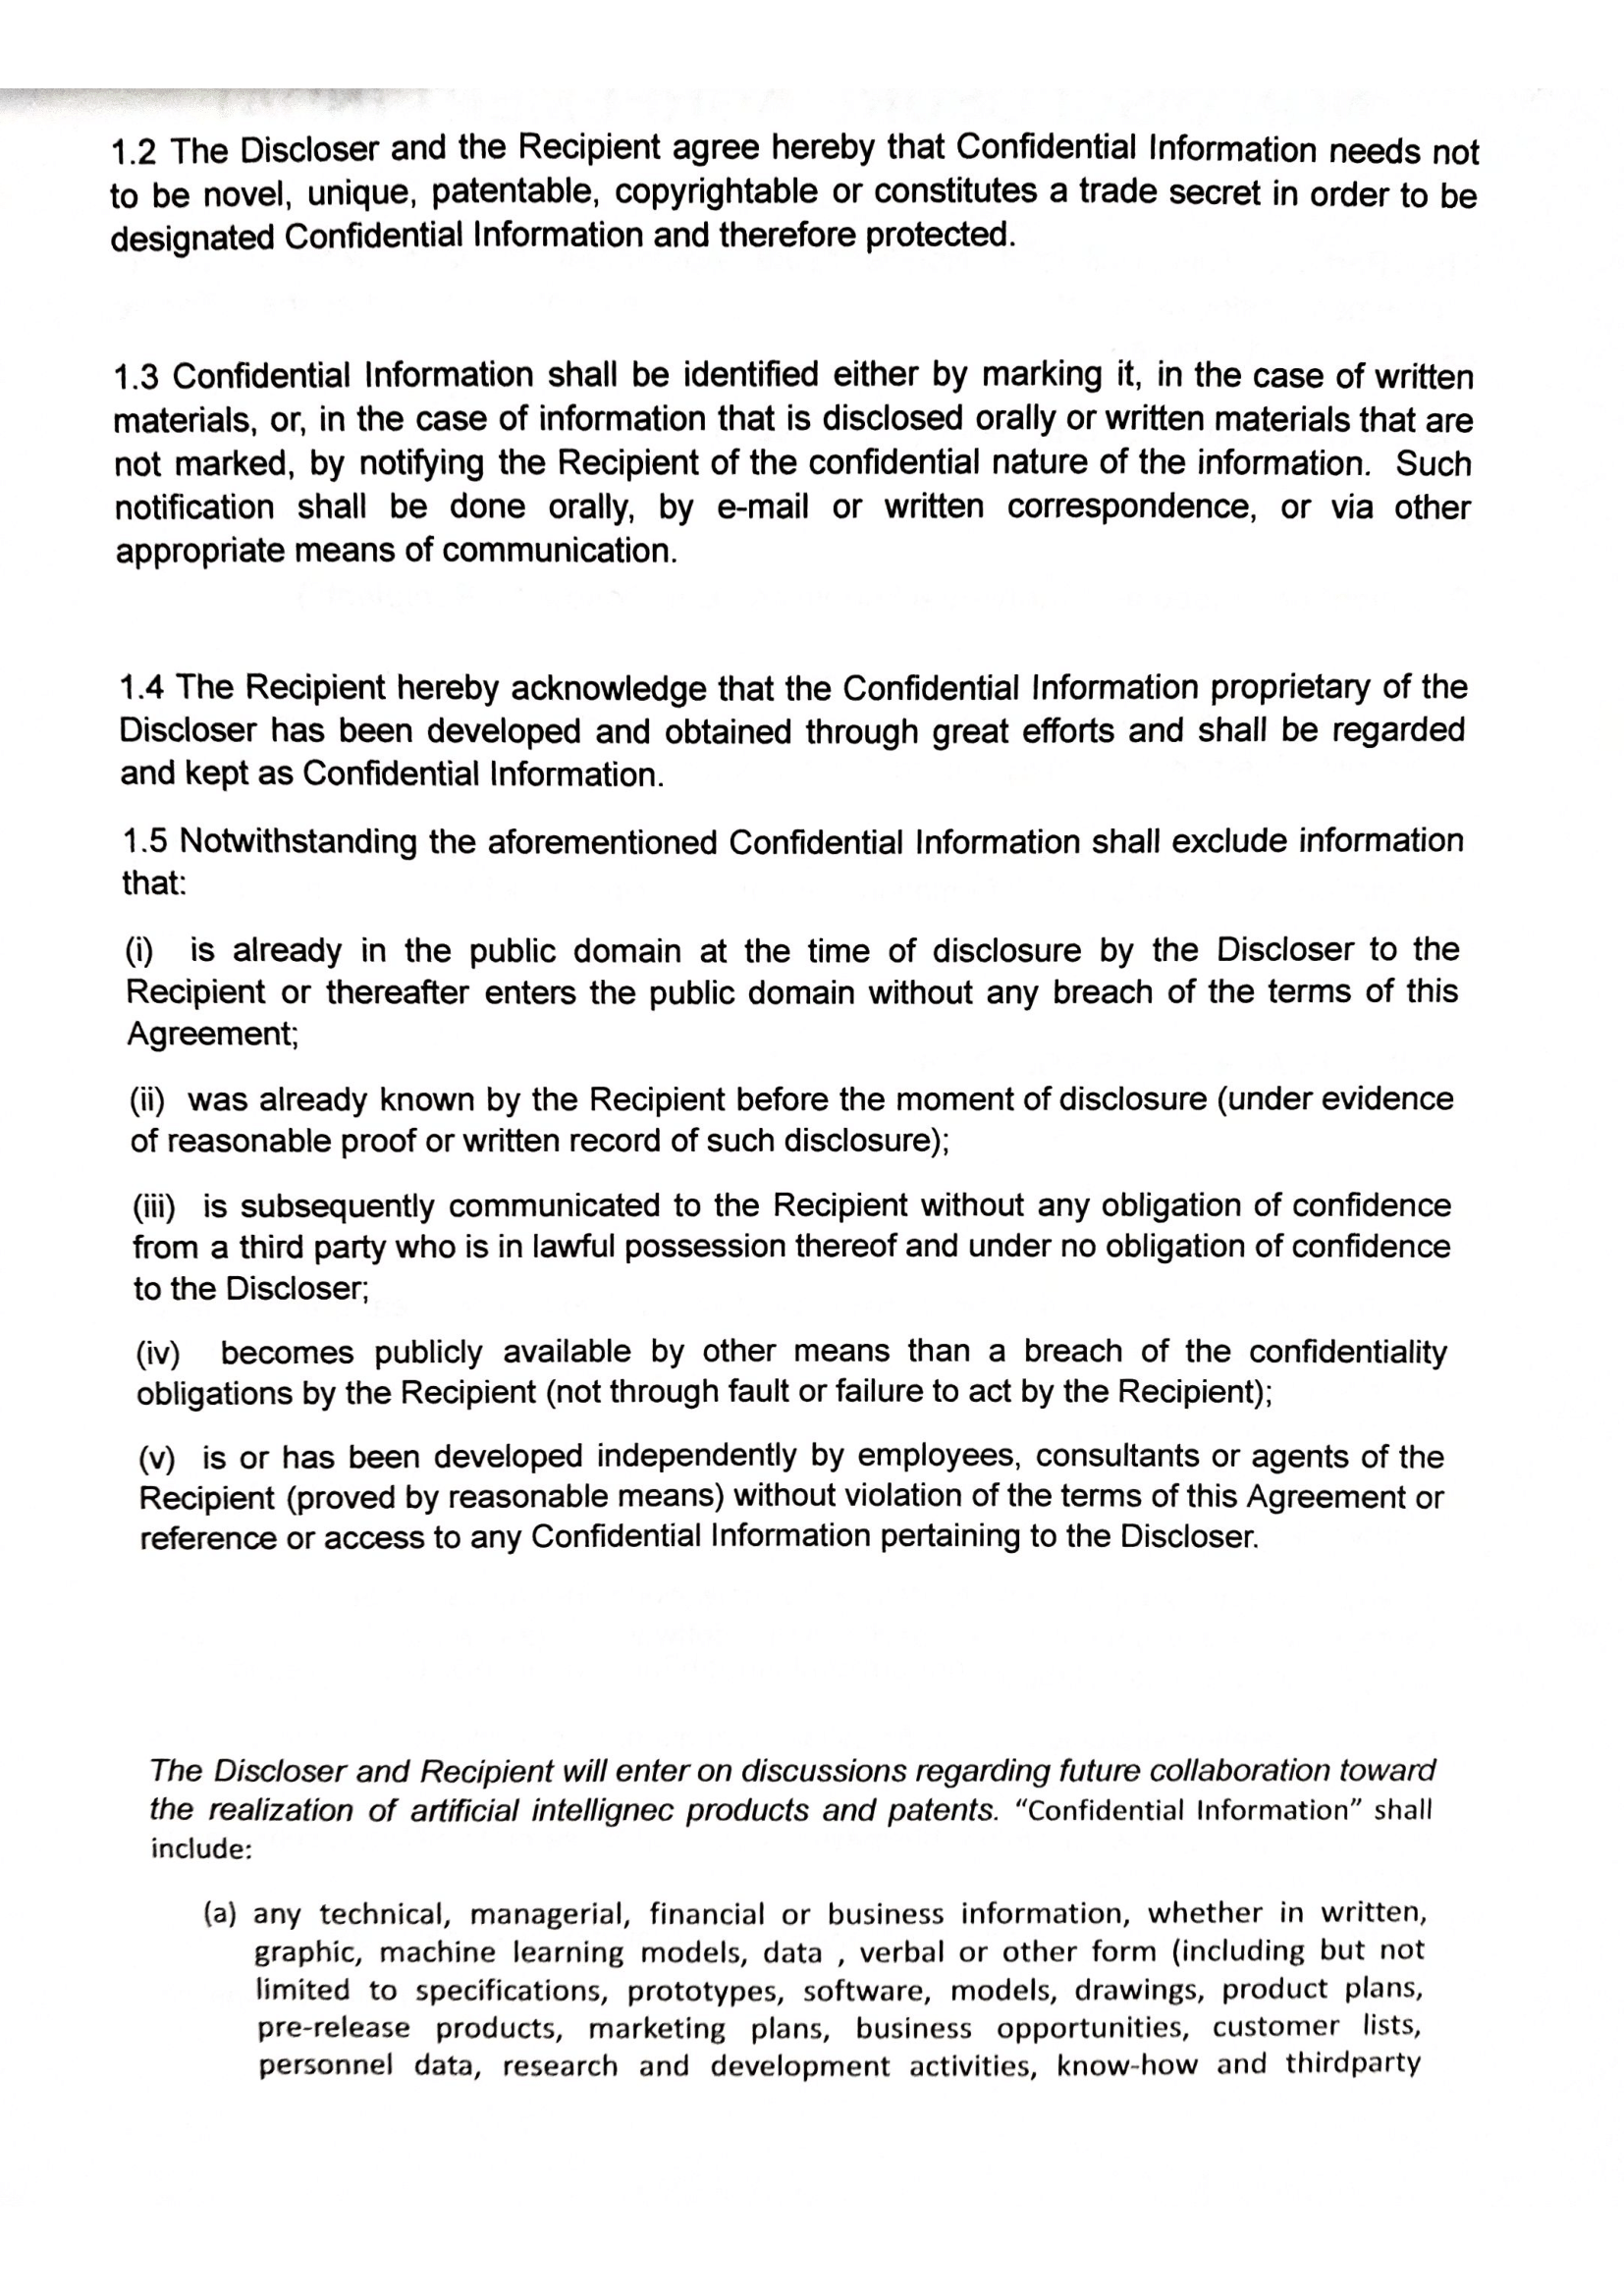 1.2 The Discloser and the Recipient agree hereby that Confidential Information needs not
to be novel, unique, patentable, copyrightable or constitutes a trade secret in order to be
designated Confidential Information and therefore protected.
1.3 Confidential Information shall be identified either by marking it, in the case of written
materials, or, in the case of information that is disclosed orally or written materials that are
not marked, by notifying the Recipient of the confidential nature of the information. Such
notification shall be done orally, by e-mail or written correspondence, or via other
appropriate means of communication.
1.4 The Recipient hereby acknowledge that the Confidential Information proprietary of the
Discloser has been developed and obtained through great efforts and shall be regarded
and kept as Confidential Information.
1.5 Notwithstanding the aforementioned Confidential Information shall exclude information
that:
(i) is already in the public domain at the time of disclosure by the Discloser to the
Recipient or thereafter enters the public domain without any breach of the terms of this
Agreement;
(ii) was already known by the Recipient before the moment of disclosure (under evidence
of reasonable proof or written record of such disclosure);
(iii) is subsequently communicated to the Recipient without any obligation of confidence
from a third party who is in lawful possession thereof and under no obligation of confidence
to the Discloser;
(iv) becomes publicly available by other means than a breach of the confidentiality
obligations by the Recipient (not through fault or failure to act by the Recipient);
(v) is or has been developed independently by employees, consultants or agents of the
Recipient (proved by reasonable means) without violation of the terms of this Agreement or
reference or access to any Confidential Information pertaining to the Discloser.
The Discloser and Recipient will enter on discussions regarding future collaboration toward
the realization of artificial intellignec products and patents. “Confidential Information” shall
include:
(a) any technical, managerial, financial or business information, whether in written,
graphic, machine learning models, data , verbal or other form (including but not
limited to specifications, prototypes, software, models, drawings, product plans,
pre-release products, marketing plans, business opportunities, customer lists,
personnel data, research and development activities, know-how and thirdparty